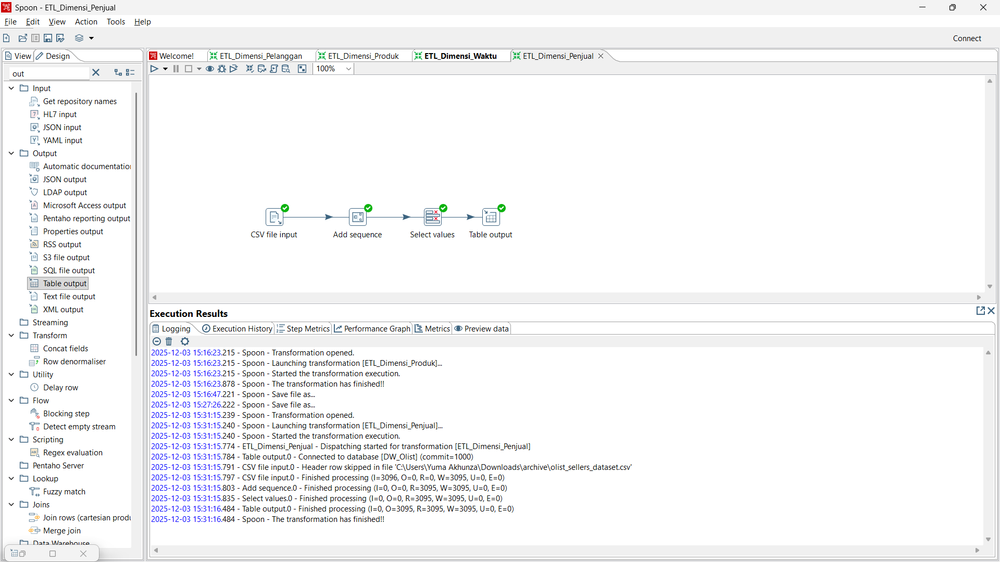 Spoon - ETL_Dimensi_Penjual
File Edit View Action Tools Help
Connect
View Design
out
Input
Get repository names
HL7 input
JSON input
YAML input
Output
Automatic documentatio
JSON output
LDAP output
Microsoft Access output
Pentaho reporting output
Properties output
RSS output
S3 file output
SQL file output
Table output
Text file output
XML output
Streaming
Transform
Concat fields
Row denormaliser
Utility
Delay row
Flow
Blocking step
Detect empty stream
Scripting
Regex evaluation
Pentaho Server
Lookup
Fuzzy match
Joins
Join rows (cartesian produ
Merge join
Data Warehouse
Welcome! ETL_Dimensi_Pelanggan ETL_Dimensi_Produk ETL_Dimensi_Waktu ETL_Dimensi_Penjual
100%
CSV file input Add sequence Select values Table output
Execution Results
Logging Execution History Step Metrics Performance Graph Metrics Preview data
2025-12-03 15:16:23.215 - Spoon - Transformation opened.
2025-12-03 15:16:23.215 - Spoon - Launching transformation [ETL_Dimensi_Produk]...
2025-12-03 15:16:23.215 - Spoon - Started the transformation execution.
2025-12-03 15:16:23.878 - Spoon - The transformation has finished!!
2025-12-03 15:16:47.221 - Spoon - Save file as...
2025-12-03 15:27:26.222 - Spoon - Save file as...
2025-12-03 15:31:15.239 - Spoon - Transformation opened.
2025-12-03 15:31:15.240 - Spoon - Launching transformation [ETL_Dimensi_Penjual]...
2025-12-03 15:31:15.240 - Spoon - Started the transformation execution.
2025-12-03 15:31:15.774 - ETL_Dimensi_Penjual - Dispatching started for transformation [ETL_Dimensi_Penjual]
2025-12-03 15:31:15.784 - Table output.0 - Connected to database [DW_Olist] (commit=1000)
2025-12-03 15:31:15.791 - CSV file input.0 - Header row skipped in file 'C:\Users\Yuma Akhunza\Downloads\archive\olist_sellers_dataset.csv'
2025-12-03 15:31:15.797 - CSV file input.0 - Finished processing (I=3096, O=0, R=0, W=3095, U=0, E=0)
2025-12-03 15:31:15.803 - Add sequence.0 - Finished processing (I=0, O=0, R=3095, W=3095, U=0, E=0)
2025-12-03 15:31:15.835 - Select values.0 - Finished processing (I=0, O=0, R=3095, W=3095, U=0, E=0)
2025-12-03 15:31:16.484 - Table output.0 - Finished processing (I=0, O=3095, R=3095, W=3095, U=0, E=0)
2025-12-03 15:31:16.484 - Spoon - The transformation has finished!!